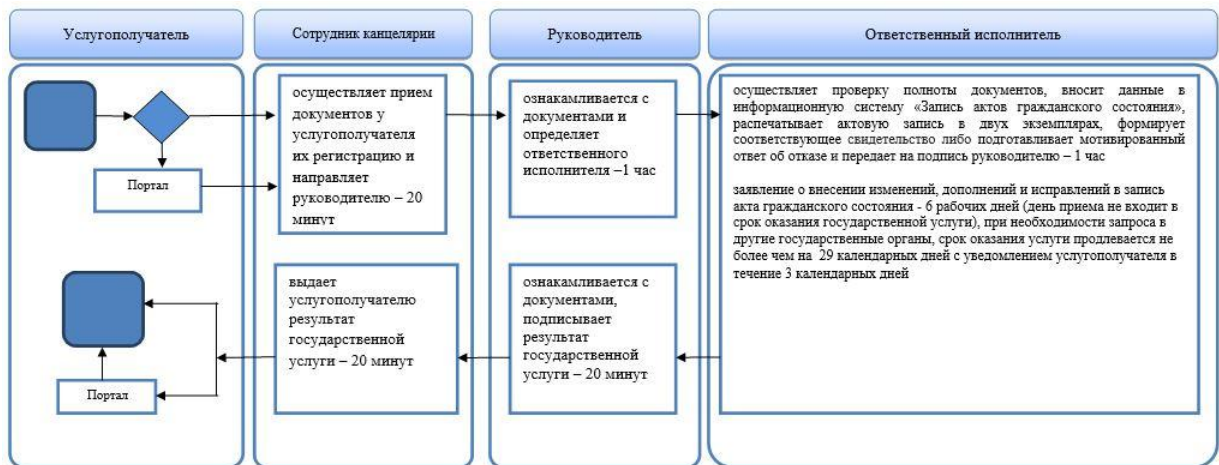 Услугополучатель
Сотрудник канцелярии
Руководитель
Ответственный исполнитель
Портал
осуществляет прием
документов у
услугополучателя
их регистрацию и
направляет
руководителю – 20
минут
ознакамливается с
документами и
определяет
ответственного
исполнителя –1 час
осуществляет проверку полноты документов, вносит данные в
информационную систему «Запись актов гражданского состояния»,
распечатывает актовую запись в двух экземплярах, формирует
соответствующее свидетельство либо подготавливает мотивированный
ответ об отказе и передает на подпись руководителю – 1 час
заявление о внесении изменений, дополнений и исправлений в запись
акта гражданского состояния - 6 рабочих дней (день приема не входит в
срок оказания государственной услуги), при необходимости запроса в
другие государственные органы, срок оказания услуги продлевается не
более чем на 29 календарных дней с уведомлением услугополучателя в
течение 3 календарных дней
Портал
выдает
услугополучателю
результат
государственной
услуги – 20 минут
ознакамливается с
документами,
подписывает
результат
государственной
услуги – 20 минут